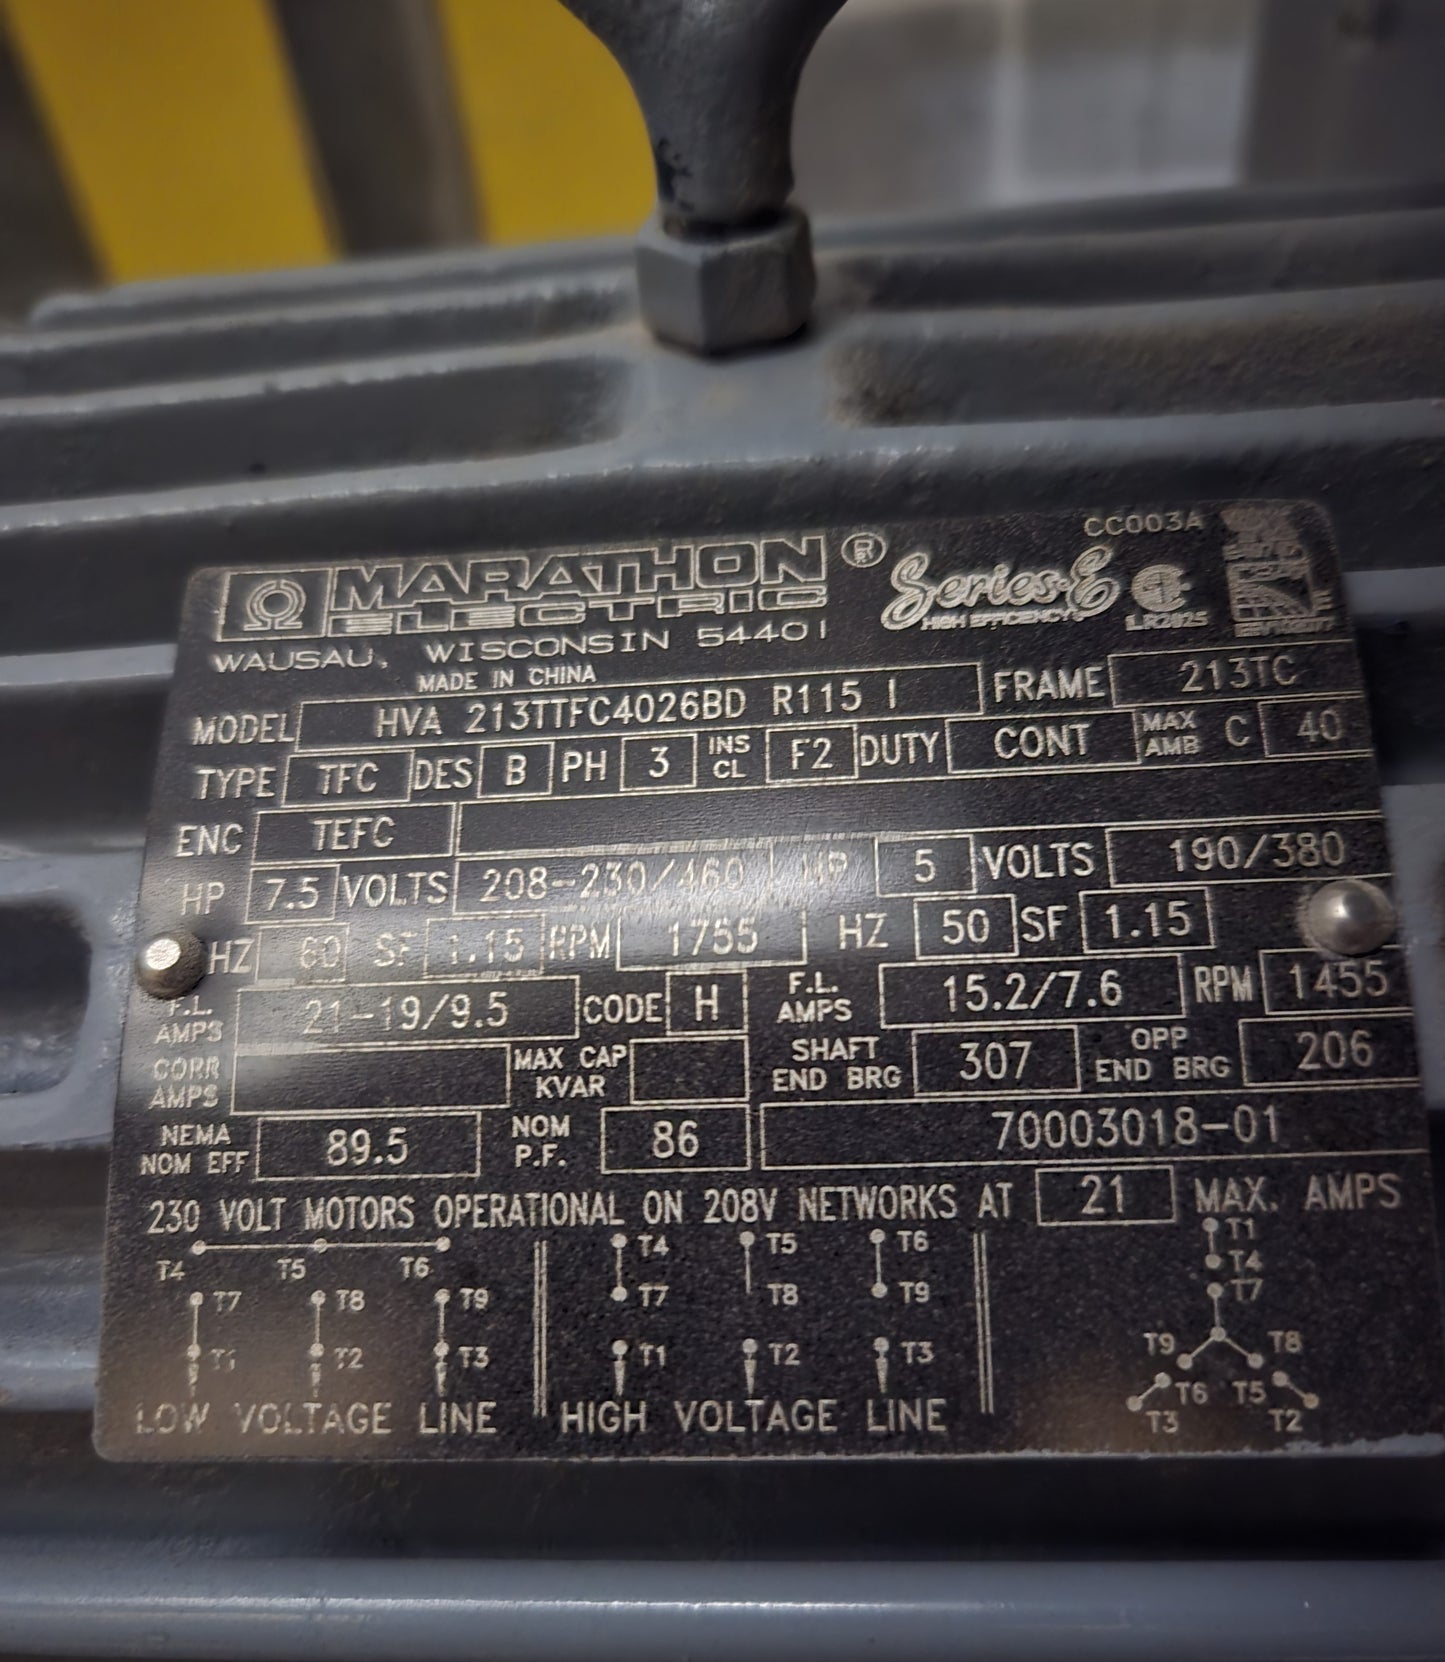 CC003A
MARATHON ®
ELECTRIC
Series-E
HIGH EFFICIENCY
LR2025
WAUSAU, WISCONSIN 54401
MADE IN CHINA
MODEL HVA 213TTFC4026BD R115 I FRAME 213TC
TYPE TFC DES B PH 3 INS CL F2 DUTY CONT MAX AMB C 40
ENC TEFC
HP 7.5 VOLTS 208-230/460 HP 5 VOLTS 190/380
HZ 60 SF 1.15 RPM 1755 HZ 50 SF 1.15
F.L. AMPS 21-19/9.5 CODE H F.L. AMPS 15.2/7.6 RPM 1455
CORR AMPS MAX CAP KVAR SHAFT END BRG 307 OPP END BRG 206
NEMA NOM EFF 89.5 NOM P.F. 86 70003018-01
230 VOLT MOTORS OPERATIONAL ON 208V NETWORKS AT 21 MAX. AMPS
T4 T5 T6
T7 T8 T9
T1 T2 T3
LOW VOLTAGE LINE
T4 T5 T6
T7 T8 T9
T1 T2 T3
HIGH VOLTAGE LINE
T1
T4
T7
T9 T8
T6 T5
T3 T2